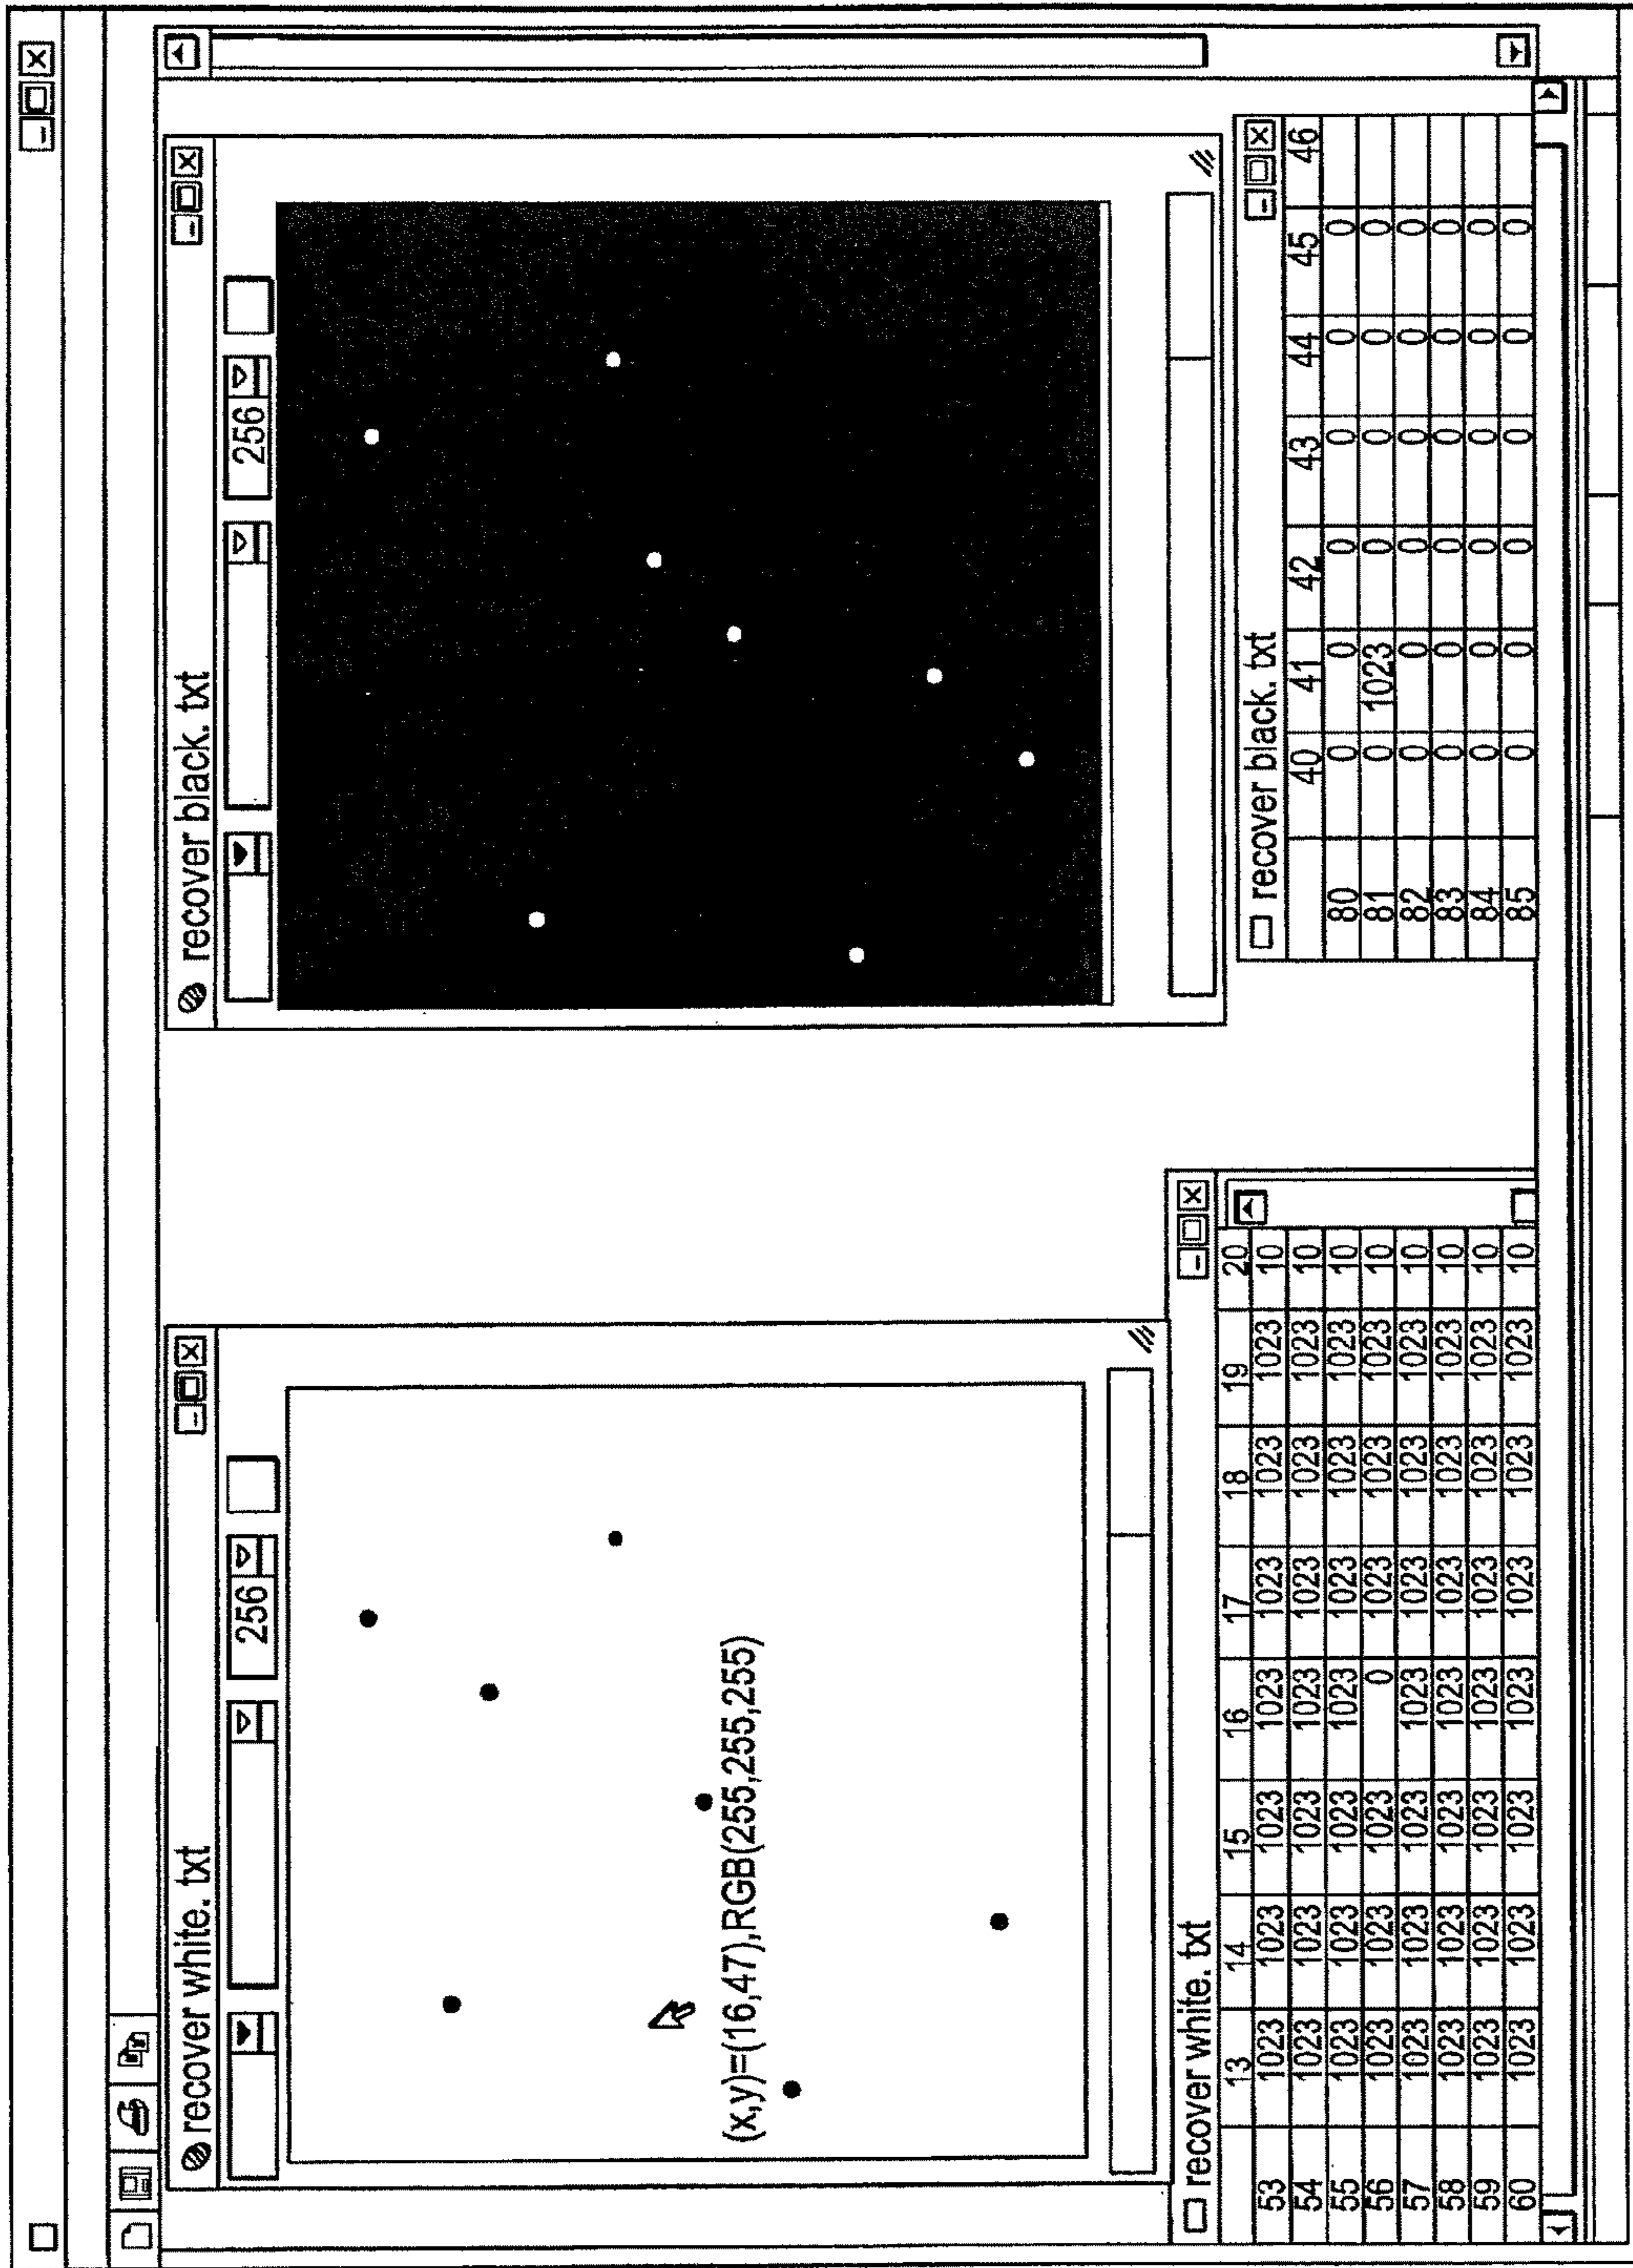 recover white. txt
256
(x,y)=(16,47),RGB(255,255,255)
recover white. txt
13 14 15 16 17 18 19 20
53 1023 1023 1023 1023 1023 1023 1023 10
54 1023 1023 1023 1023 1023 1023 1023 10
55 1023 1023 1023 1023 1023 1023 1023 10
56 1023 1023 1023 0 1023 1023 1023 10
57 1023 1023 1023 1023 1023 1023 1023 10
58 1023 1023 1023 1023 1023 1023 1023 10
59 1023 1023 1023 1023 1023 1023 1023 10
60 1023 1023 1023 1023 1023 1023 1023 10
recover black. txt
256
recover black. txt
40 41 42 43 44 45 46
80 0 0 0 0 0 0
81 0 1023 0 0 0 0
82 0 0 0 0 0 0
83 0 0 0 0 0 0
84 0 0 0 0 0 0
85 0 0 0 0 0 0